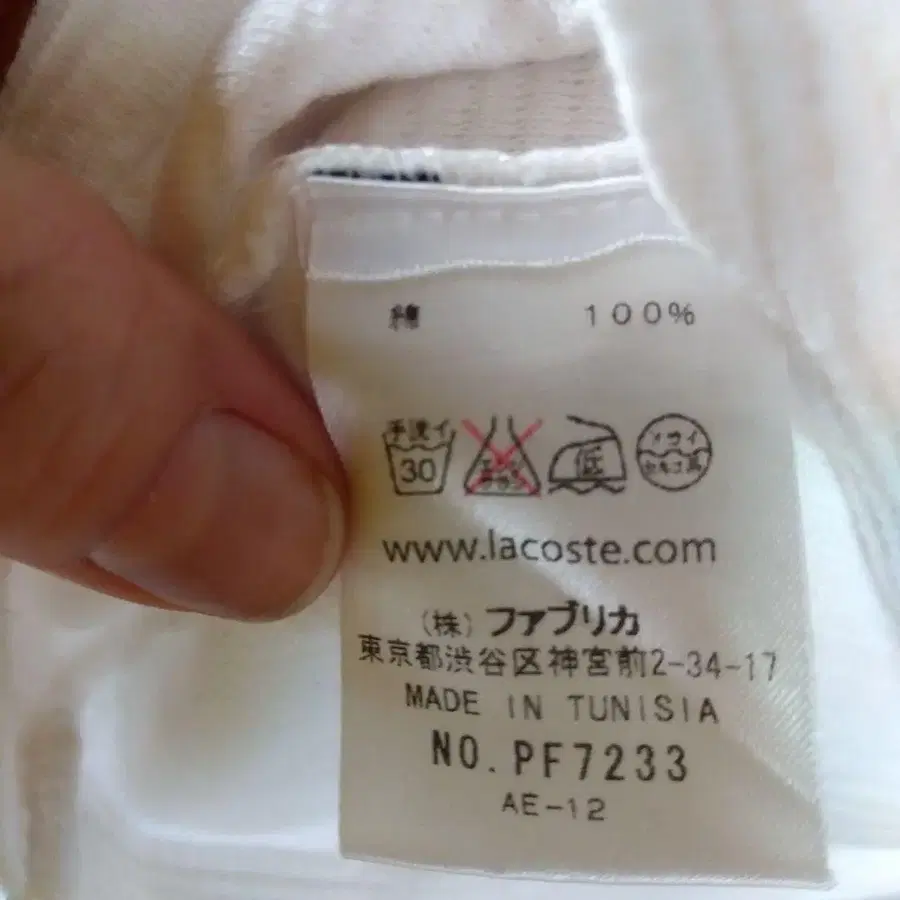 綿 100%
手洗イ 30 低
www.lacoste.com
(株) ファブリカ
東京都渋谷区神宮前2-34-17
MADE IN TUNISIA
NO. PF7233
AE-12